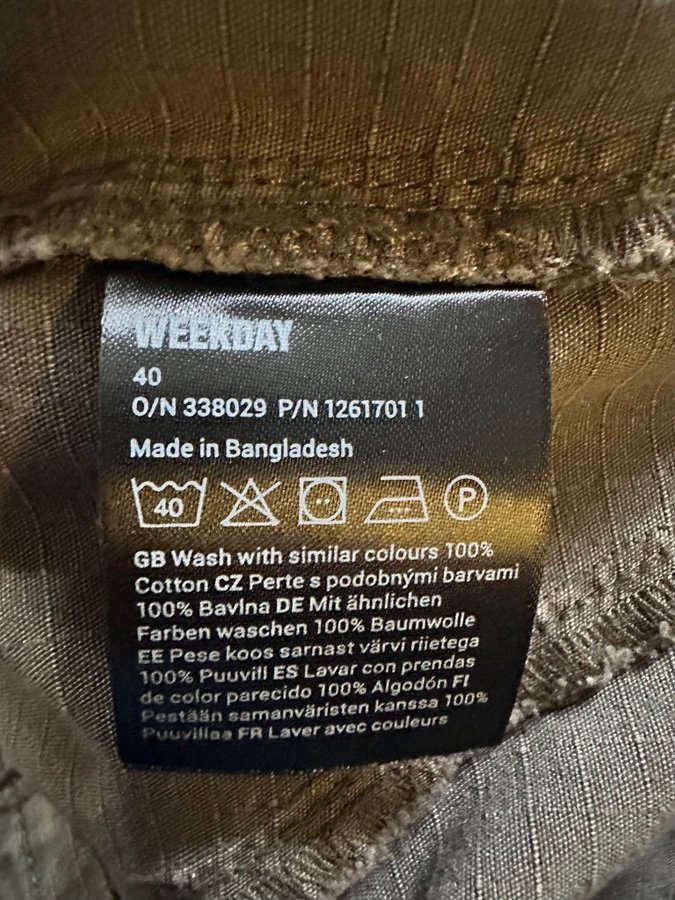 WEEKDAY
40
O/N 338029 P/N 1261701 1
Made in Bangladesh
40 P
GB Wash with similar colours 100%
Cotton CZ Perte s podobnými barvami
100% Bavlna DE Mit ähnlichen
Farben waschen 100% Baumwolle
EE Pese koos sarnast värvi riietega
100% Puuvill ES Lavar con prendas
de color parecido 100% Algodón FI
Pestään samanväristen kanssa 100%
Puuvillaa FR Laver avec couleurs